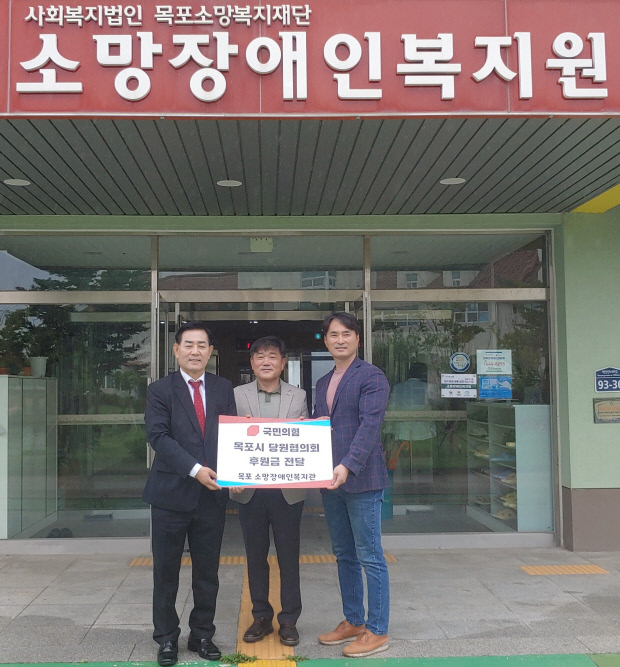 사회복지법인 목포소망복지재단
소망장애인복지원
국민의힘
목포시 당원협의회
후원금 전달
목포 소망장애인복지관